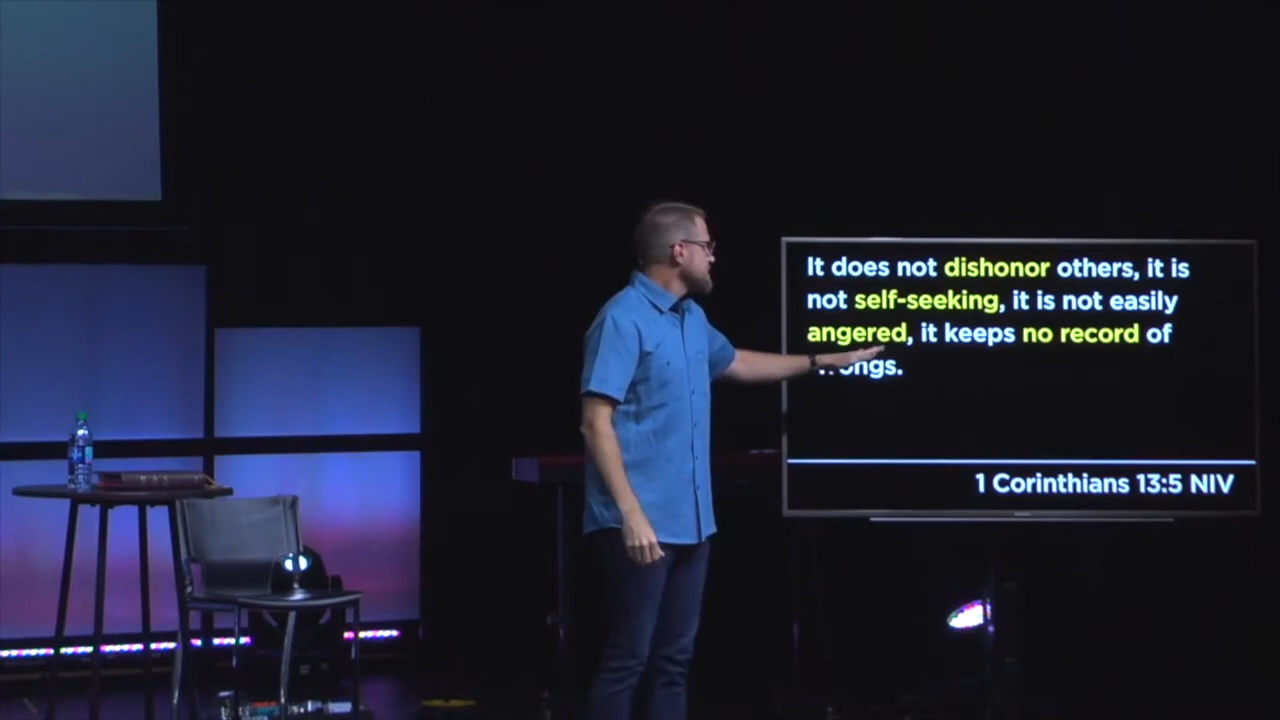 It does not dishonor others, it is
not self-seeking, it is not easily
angered, it keeps no record of
wrongs.
1 Corinthians 13:5 NIV